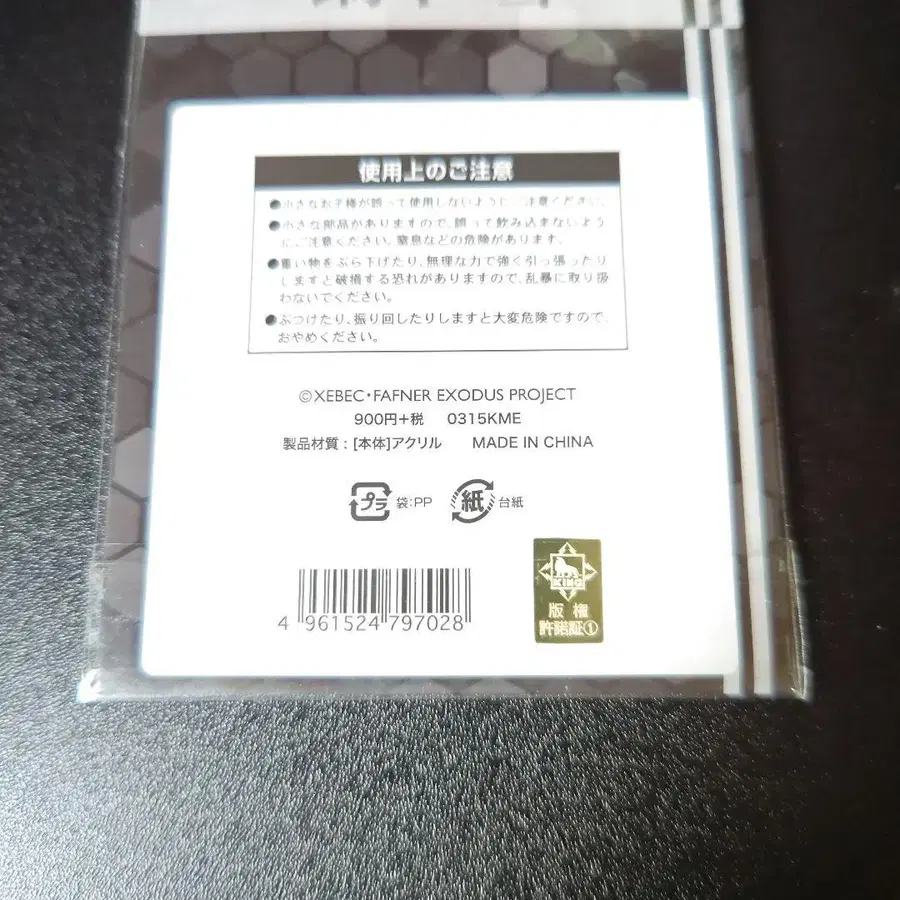 使用上のご注意
●小さなお子様が誤って使用しないようにご注意ください。
●小さな部品がありますので、誤って飲み込まないよう
にご注意ください。窒息などの危険があります。
●重い物をぶら下げたり、無理な力で強く引っ張ったり
しますと破損する恐れがありますので、乱暴に取り扱
わないでください。
●ぶつけたり、振り回したりしますと大変危険ですので、
おやめください。
©XEBEC・FAFNER EXODUS PROJECT
900円+税 0315KME
製品材質:[本体]アクリル MADE IN CHINA
プラ 袋:PP 紙 台紙
4 961524 797028
KING
版権
許諾証①